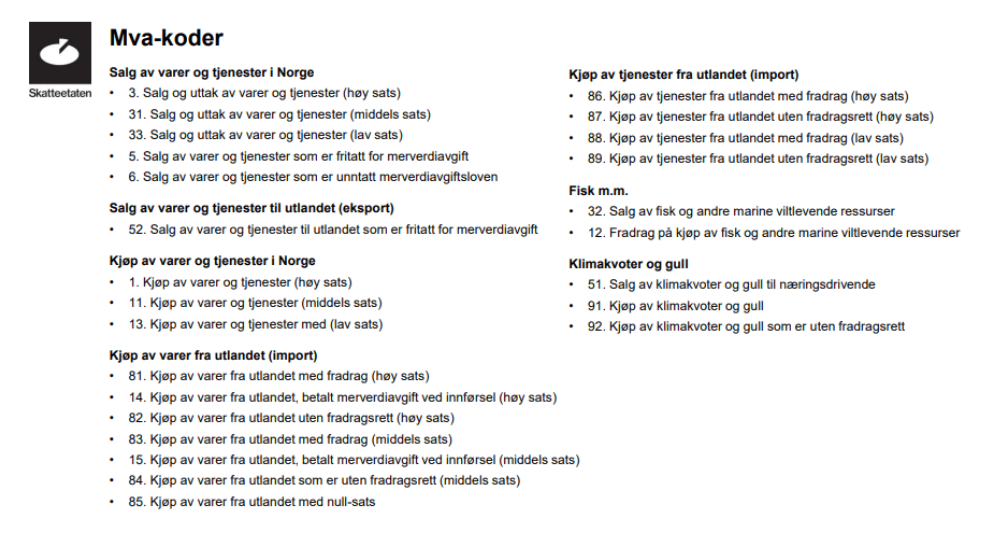 Mva-koder
Skatteetaten
Salg av varer og tjenester i Norge
• 3. Salg og uttak av varer og tjenester (høy sats)
• 31. Salg og uttak av varer og tjenester (middels sats)
• 33. Salg og uttak av varer og tjenester (lav sats)
• 5. Salg av varer og tjenester som er fritatt for merverdiavgift
• 6. Salg av varer og tjenester som er unntatt merverdiavgiftsloven
Salg av varer og tjenester til utlandet (eksport)
• 52. Salg av varer og tjenester til utlandet som er fritatt for merverdiavgift
Kjøp av varer og tjenester i Norge
• 1. Kjøp av varer og tjenester (høy sats)
• 11. Kjøp av varer og tjenester (middels sats)
• 13. Kjøp av varer og tjenester med (lav sats)
Kjøp av varer fra utlandet (import)
• 81. Kjøp av varer fra utlandet med fradrag (høy sats)
• 14. Kjøp av varer fra utlandet, betalt merverdiavgift ved innførsel (høy sats)
• 82. Kjøp av varer fra utlandet uten fradragsrett (høy sats)
• 83. Kjøp av varer fra utlandet med fradrag (middels sats)
• 15. Kjøp av varer fra utlandet, betalt merverdiavgift ved innførsel (middels sats)
• 84. Kjøp av varer fra utlandet som er uten fradragsrett (middels sats)
• 85. Kjøp av varer fra utlandet med null-sats
Kjøp av tjenester fra utlandet (import)
• 86. Kjøp av tjenester fra utlandet med fradrag (høy sats)
• 87. Kjøp av tjenester fra utlandet uten fradragsrett (høy sats)
• 88. Kjøp av tjenester fra utlandet med fradrag (lav sats)
• 89. Kjøp av tjenester fra utlandet uten fradragsrett (lav sats)
Fisk m.m.
• 32. Salg av fisk og andre marine viltlevende ressurser
• 12. Fradrag på kjøp av fisk og andre marine viltlevende ressurser
Klimakvoter og gull
• 51. Salg av klimakvoter og gull til næringsdrivende
• 91. Kjøp av klimakvoter og gull
• 92. Kjøp av klimakvoter og gull som er uten fradragsrett